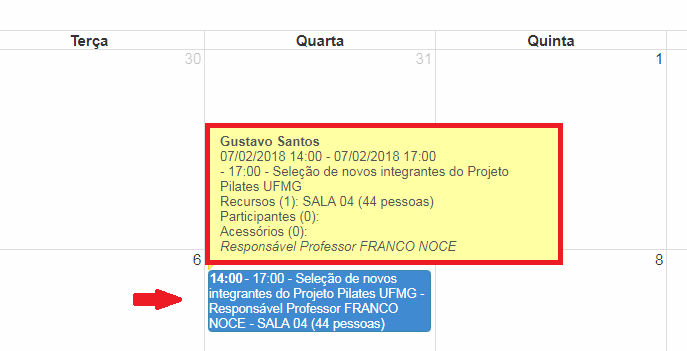 Terça
Quarta
Quinta
30
31
1
Gustavo Santos
07/02/2018 14:00 - 07/02/2018 17:00
- 17:00 - Seleção de novos integrantes do Projeto
Pilates UFMG
Recursos (1): SALA 04 (44 pessoas)
Participantes (0):
Acessórios (0):
Responsável Professor FRANCO NOCE
6
8
14:00 - 17:00 - Seleção de novos
integrantes do Projeto Pilates UFMG -
Responsável Professor FRANCO
NOCE - SALA 04 (44 pessoas)